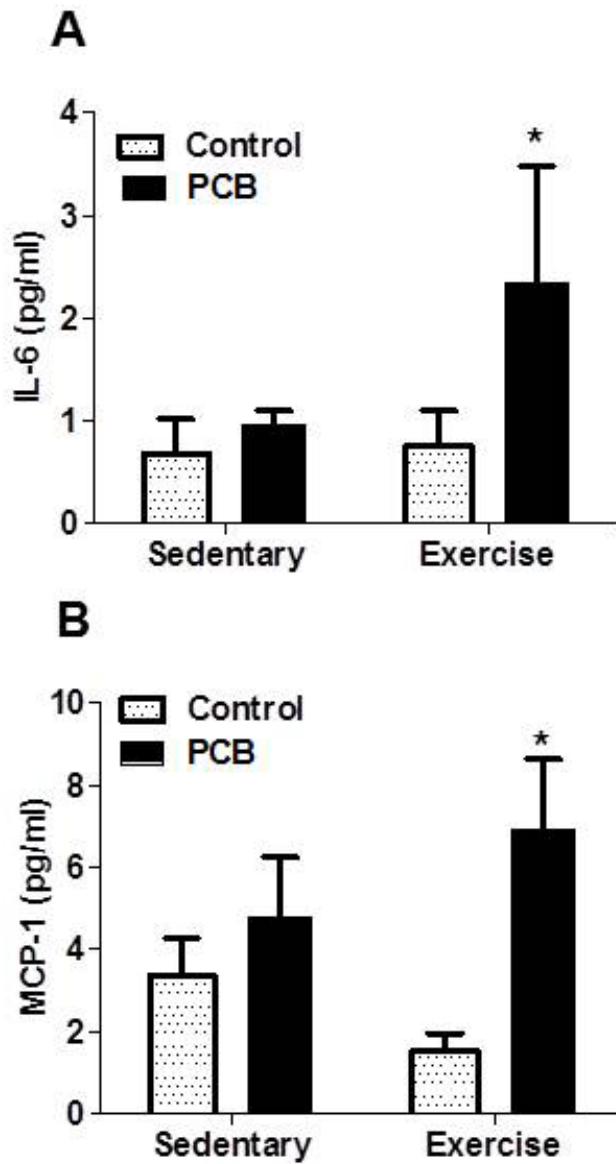 A
IL-6 (pg/ml)
4
3
2
1
0
Control
PCB
*
Sedentary Exercise
B
MCP-1 (pg/ml)
10
8
6
4
2
0
Control
PCB
*
Sedentary Exercise